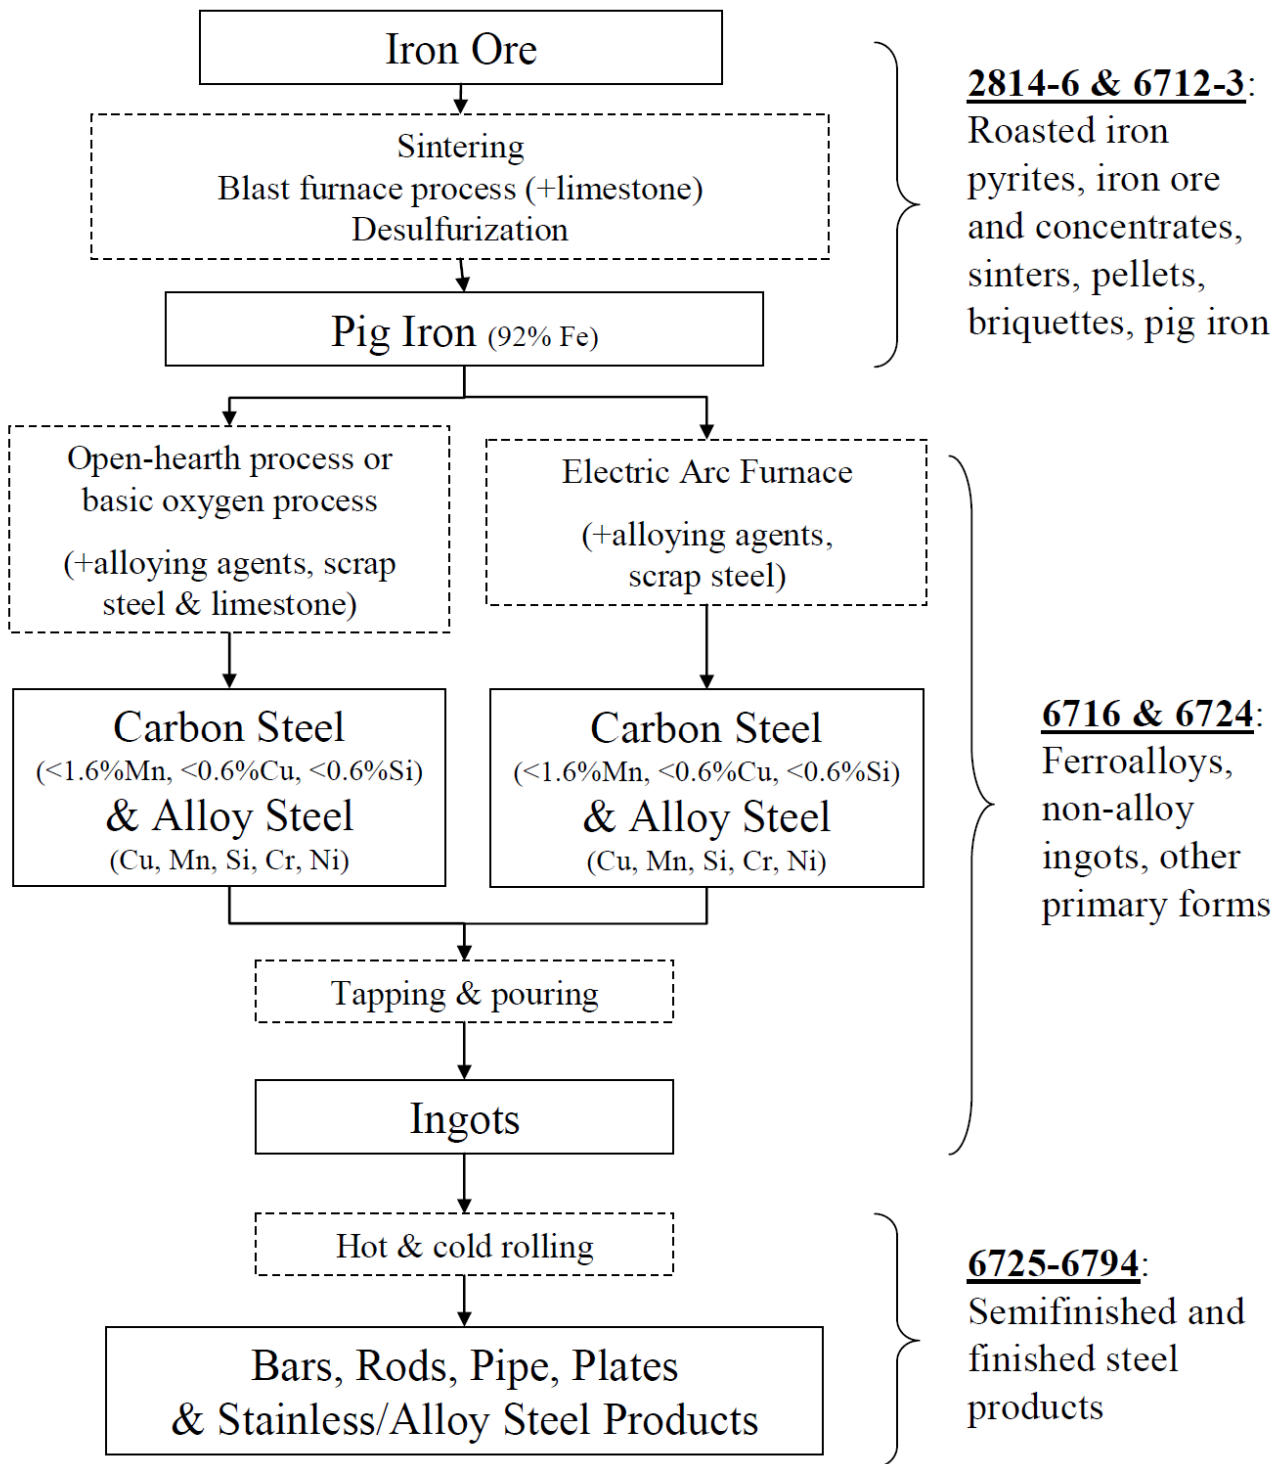 Iron Ore
Sintering
Blast furnace process (+limestone)
Desulfurization
Pig Iron (92% Fe)
2814-6 & 6712-3:
Roasted iron
pyrites, iron ore
and concentrates,
sinters, pellets,
briquettes, pig iron
Open-hearth process or
basic oxygen process
(+alloying agents, scrap
steel & limestone)
Electric Arc Furnace
(+alloying agents,
scrap steel)
Carbon Steel
(<1.6%Mn, <0.6%Cu, <0.6%Si)
& Alloy Steel
(Cu, Mn, Si, Cr, Ni)
Carbon Steel
(<1.6%Mn, <0.6%Cu, <0.6%Si)
& Alloy Steel
(Cu, Mn, Si, Cr, Ni)
Tapping & pouring
Ingots
6716 & 6724:
Ferroalloys,
non-alloy
ingots, other
primary forms
Hot & cold rolling
Bars, Rods, Pipe, Plates
& Stainless/Alloy Steel Products
6725-6794:
Semifinished and
finished steel
products